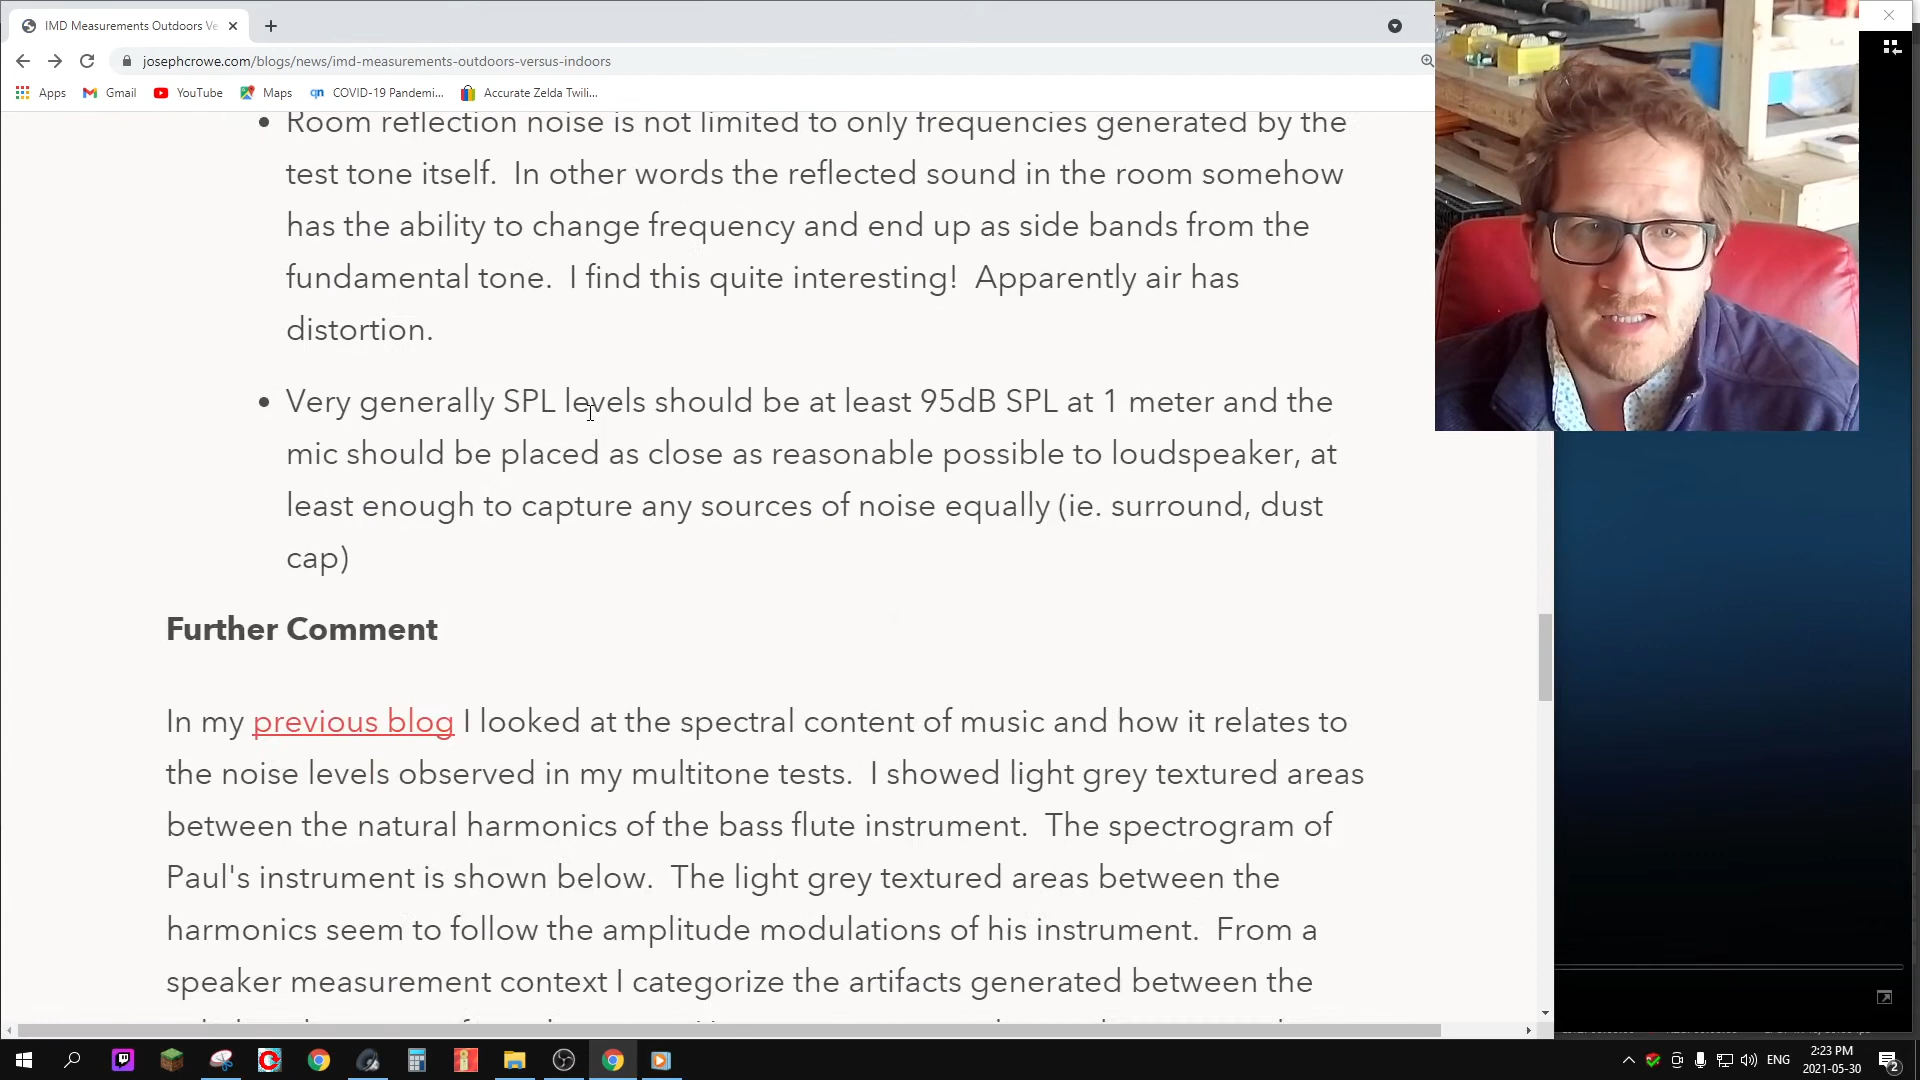 IMD Measurements Outdoors Ve
josephcrowe.com/blogs/news/imd-measurements-outdoors-versus-indoors
Apps Gmail YouTube Maps qn COVID-19 Pandemi... Accurate Zelda Twili...
Room reflection noise is not limited to only frequencies generated by the
test tone itself. In other words the reflected sound in the room somehow
has the ability to change frequency and end up as side bands from the
fundamental tone. I find this quite interesting! Apparently air has
distortion.
Very generally SPL levels should be at least 95dB SPL at 1 meter and the
mic should be placed as close as reasonable possible to loudspeaker, at
least enough to capture any sources of noise equally (ie. surround, dust
cap)
Further Comment
In my previous blog I looked at the spectral content of music and how it relates to
the noise levels observed in my multitone tests. I showed light grey textured areas
between the natural harmonics of the bass flute instrument. The spectrogram of
Paul's instrument is shown below. The light grey textured areas between the
harmonics seem to follow the amplitude modulations of his instrument. From a
speaker measurement context I categorize the artifacts generated between the
ENG
2:23 PM
2021-05-30
2